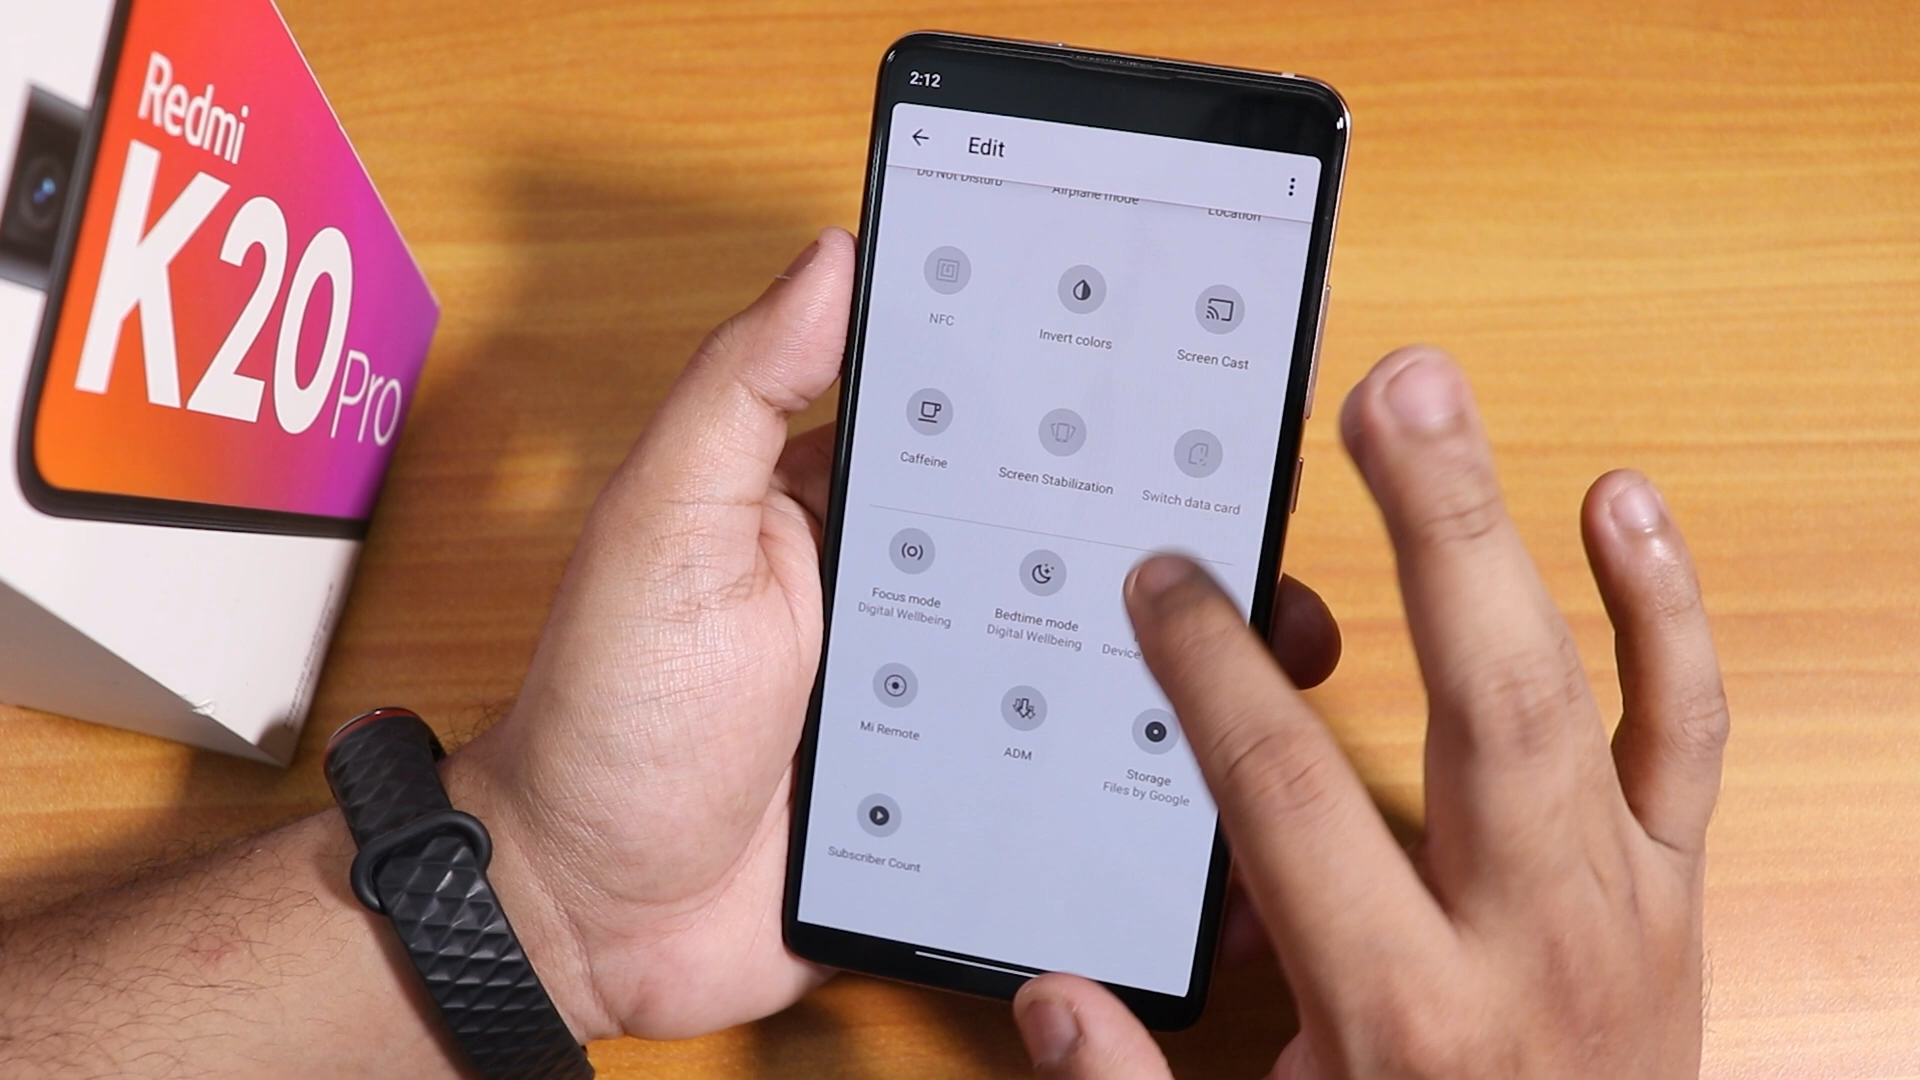 Redmi
K20 Pro
2:12
Edit
Do Not Disturb
Airplane mode
Location
NFC
Invert colors
Screen Cast
Caffeine
Screen Stabilization
Switch data card
Focus mode
Digital Wellbeing
Bedtime mode
Digital Wellbeing
Device
Mi Remote
ADM
Storage
Files by Google
Subscriber Count